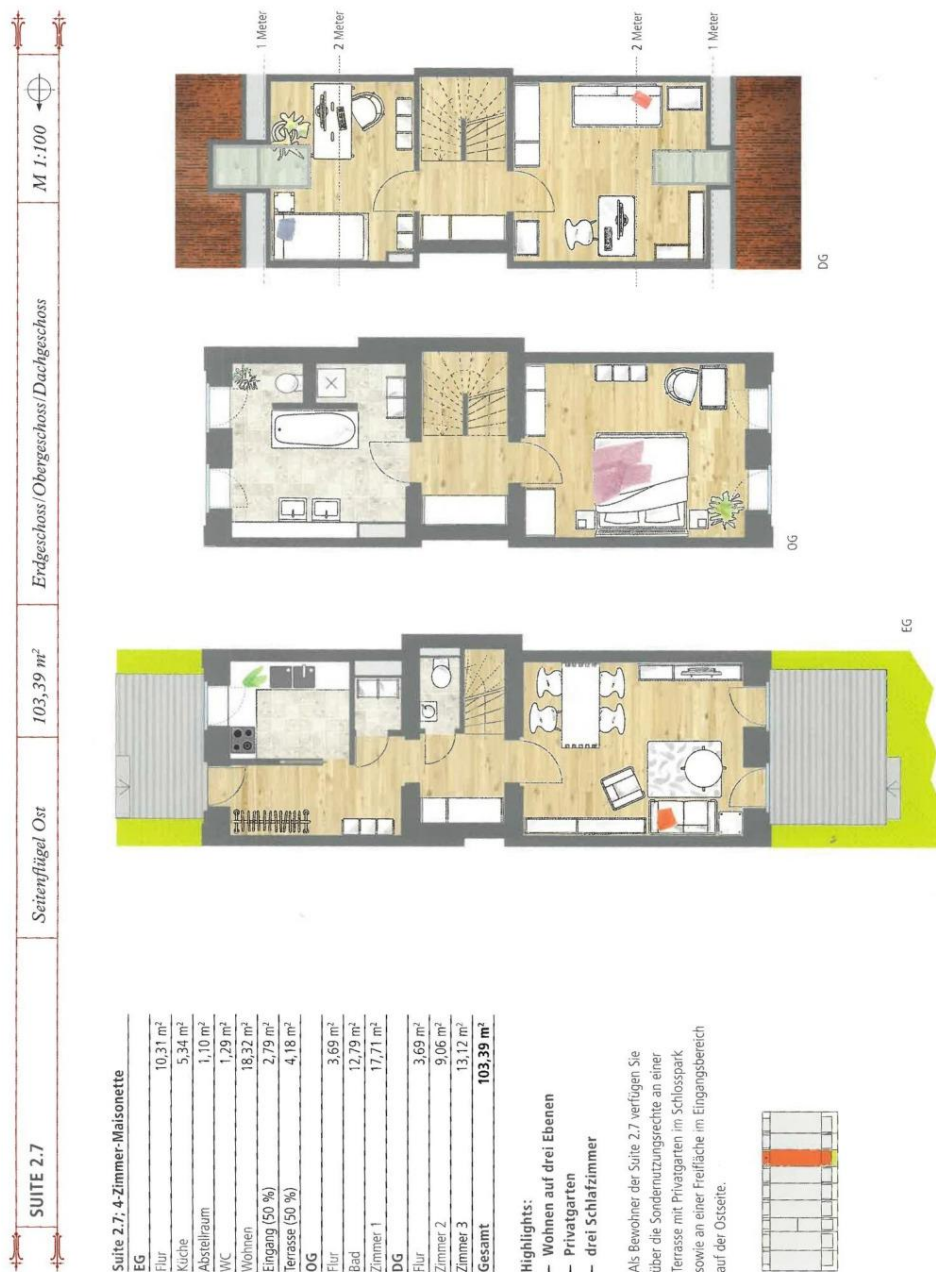 SUITE 2.7
Seitenflügel Ost
103,39 m²
Erdgeschoss/Obergeschoss/Dachgeschoss
M 1:100
Suite 2.7; 4-Zimmer-Maisonette
EG
Flur 10,31 m²
Küche 5,34 m²
Abstellraum 1,10 m²
WC 1,29 m²
Wohnen 18,32 m²
Eingang (50 %) 2,79 m²
Terrasse (50 %) 4,18 m²
OG
Flur 3,69 m²
Bad 12,79 m²
Zimmer 1 17,71 m²
DG
Flur 3,69 m²
Zimmer 2 9,06 m²
Zimmer 3 13,12 m²
Gesamt 103,39 m²
Highlights:
– Wohnen auf drei Ebenen
– Privatgarten
– drei Schlafzimmer
Als Bewohner der Suite 2.7 verfügen Sie
über die Sondernutzungsrechte an einer
Terrasse mit Privatgarten im Schlosspark
sowie an einer Freifläche im Eingangsbereich
auf der Ostseite.
EG
OG
1 Meter
2 Meter
2 Meter
1 Meter
DG